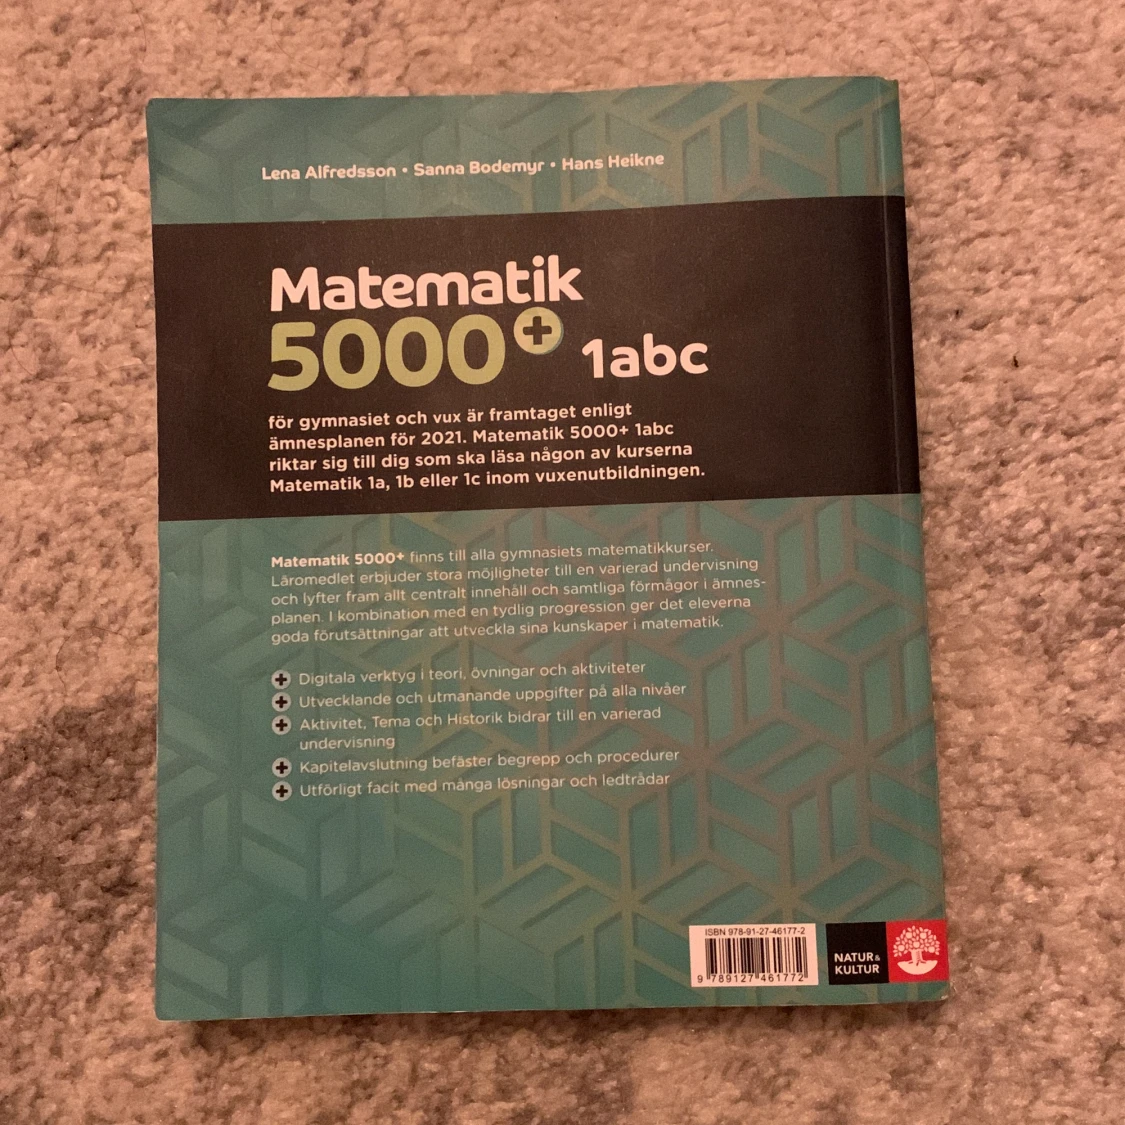 Lena Alfredsson • Sanna Bodemyr • Hans Heikne
Matematik
5000+ 1abc
för gymnasiet och vux är framtaget enligt
ämnesplanen för 2021. Matematik 5000+ 1abc
riktar sig till dig som ska läsa någon av kurserna
Matematik 1a, 1b eller 1c inom vuxenutbildningen.
Matematik 5000+ finns till alla gymnasiets matematikkurser.
Läromedlet erbjuder stora möjligheter till en varierad undervisning
och lyfter fram allt centralt innehåll och samtliga förmågor i ämnes-
planen. I kombination med en tydlig progression ger det eleverna
goda förutsättningar att utveckla sina kunskaper i matematik.
+ Digitala verktyg i teori, övningar och aktiviteter
+ Utvecklande och utmanande uppgifter på alla nivåer
+ Aktivitet, Tema och Historik bidrar till en varierad
undervisning
+ Kapitelavslutning befäster begrepp och procedurer
+ Utförligt facit med många lösningar och ledtrådar
ISBN 978-91-27-46177-2
9 789127 461772
NATUR &
KULTUR